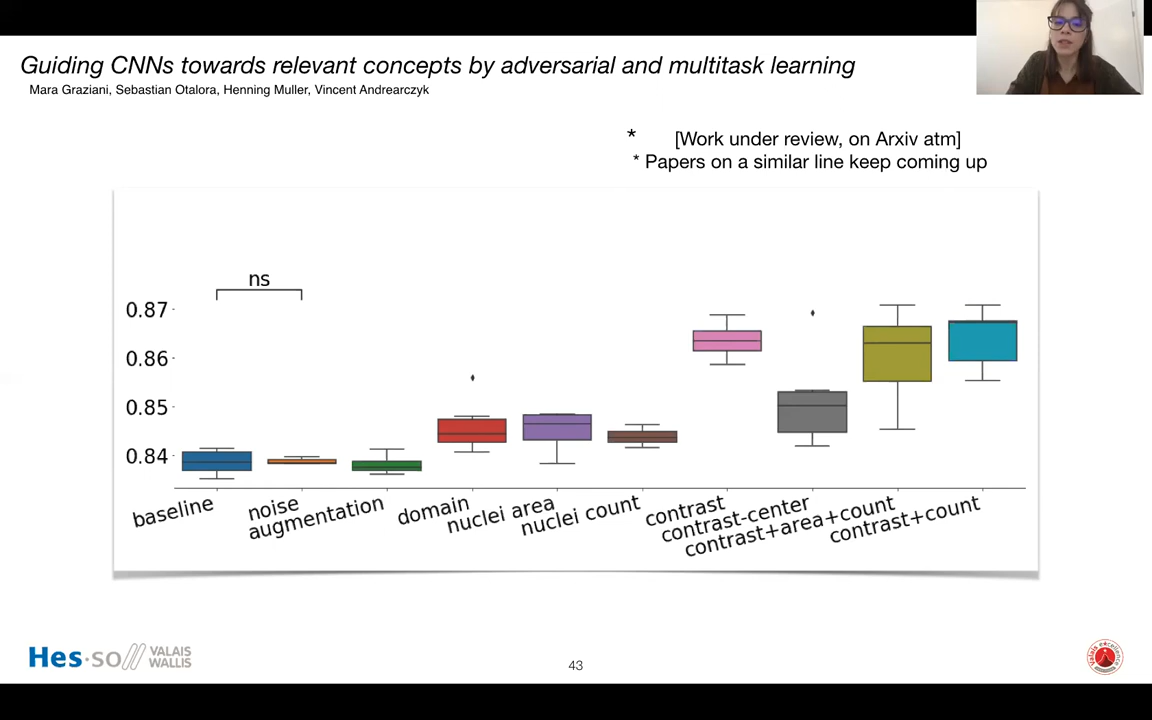 Guiding CNNs towards relevant concepts by adversarial and multitask learning
Mara Graziani, Sebastian Otalora, Henning Muller, Vincent Andrearczyk
* [Work under review, on Arxiv atm]
* Papers on a similar line keep coming up
ns
0.87
0.86
0.85
0.84
baseline
noise
augmentation
domain
nuclei area
nuclei count
contrast
contrast-center
contrast+area+count
contrast+count
Hes·so// VALAIS
WALLIS
43
Valais excellence